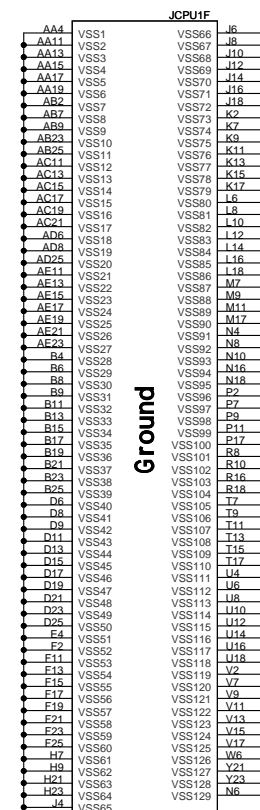 JCPU1F
AA4 VSS1 VSS66 J6
AA11 VSS2 VSS67 J8
AA13 VSS3 VSS68 J10
AA15 VSS4 VSS69 J12
AA17 VSS5 VSS70 J14
AA19 VSS6 VSS71 J16
AB2 VSS7 VSS72 J18
AB7 VSS8 VSS73 K2
AB9 VSS9 VSS74 K7
AB23 VSS10 VSS75 K9
AB25 VSS11 VSS76 K11
AC11 VSS12 VSS77 K13
AC13 VSS13 VSS78 K15
AC15 VSS14 VSS79 K17
AC17 VSS15 VSS80 L6
AC19 VSS16 VSS81 L8
AC21 VSS17 VSS82 L10
AD6 VSS18 VSS83 L12
AD8 VSS19 VSS84 L14
AD25 VSS20 VSS85 L16
AE11 VSS21 VSS86 L18
AE13 VSS22 VSS87 M7
AE15 VSS23 VSS88 M9
AE17 VSS24 VSS89 M11
AE19 VSS25 VSS90 M17
AE21 VSS26 VSS91 N4
AE23 VSS27 VSS92 N8
B4 VSS28 VSS93 N10
B6 VSS29 VSS94 N16
B8 VSS30 VSS95 N18
B9 VSS31 VSS96 P2
B11 VSS32 VSS97 P7
B13 VSS33 VSS98 P9
B15 VSS34 VSS99 P11
B17 VSS35 VSS100 P17
B19 VSS36 VSS101 R8
B21 VSS37 VSS102 R10
B23 VSS38 VSS103 R16
B25 VSS39 VSS104 R18
D6 VSS40 VSS105 T7
D8 VSS41 VSS106 T9
D9 VSS42 VSS107 T11
D11 VSS43 VSS108 T13
D13 VSS44 VSS109 T15
D15 VSS45 VSS110 T17
D17 VSS46 VSS111 U4
D19 VSS47 VSS112 U6
D21 VSS48 VSS113 U8
D23 VSS49 VSS114 U10
D25 VSS50 VSS115 U12
E4 VSS51 VSS116 U14
F2 VSS52 VSS117 U16
F11 VSS53 VSS118 U18
F13 VSS54 VSS119 V2
F15 VSS55 VSS120 V7
F17 VSS56 VSS121 V9
F19 VSS57 VSS122 V11
F21 VSS58 VSS123 V13
F23 VSS59 VSS124 V15
F25 VSS60 VSS125 V17
H7 VSS61 VSS126 W6
H9 VSS62 VSS127 Y21
H21 VSS63 VSS128 Y23
H23 VSS64 VSS129 N6
J4 VSS65
Ground